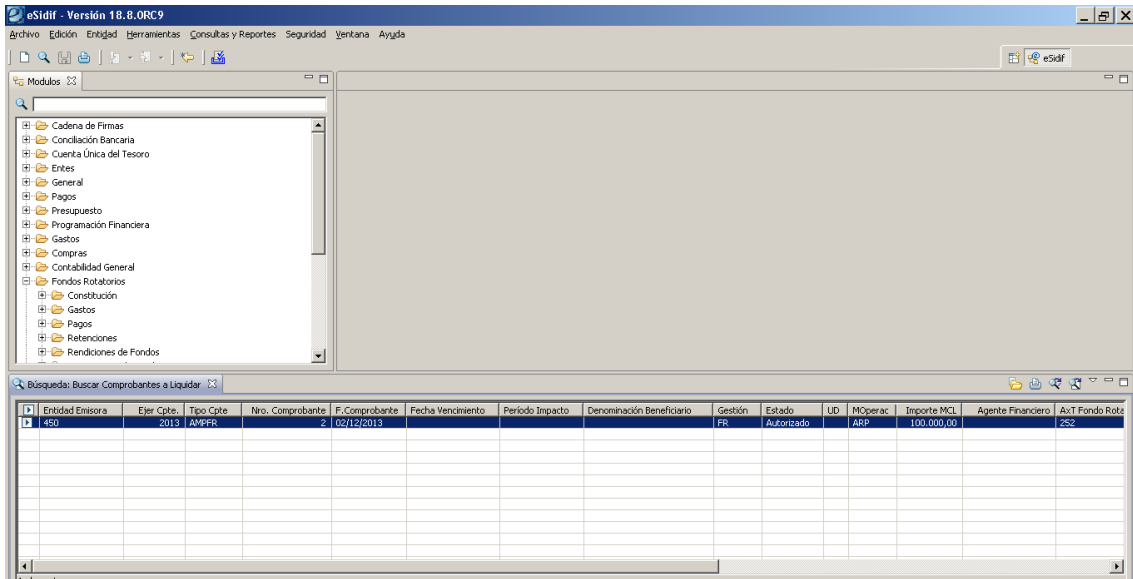 eSidif - Versión 18.8.0RC9
Archivo Edición Entidad Herramientas Consultas y Reportes Seguridad Ventana Ayuda
eSidif
Modulos
Cadena de Firmas
Conciliación Bancaria
Cuenta Única del Tesoro
Entes
General
Pagos
Presupuesto
Programación Financiera
Gastos
Compras
Contabilidad General
Fondos Rotatorios
Constitución
Gastos
Pagos
Retenciones
Rendiciones de Fondos
Búsqueda: Buscar Comprobantes a Liquidar
Entidad Emisora Ejer Cpte. Tipo Cpte Nro. Comprobante F.Comprobante Fecha Vencimiento Período Impacto Denominación Beneficiario Gestión Estado UD MOperac Importe MCL Agente Financiero AxT Fondo Rota
450 2013 AMPFR 2 02/12/2013 FR Autorizado ARP 100.000,00 252